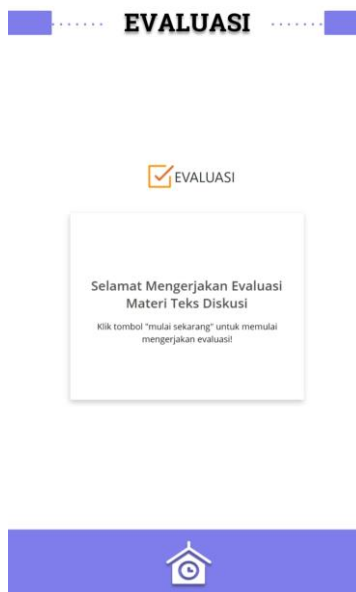 EVALUASI
EVALUASI
Selamat Mengerjakan Evaluasi
Materi Teks Diskusi
Klik tombol "mulai sekarang" untuk memulai
mengerjakan evaluasi!